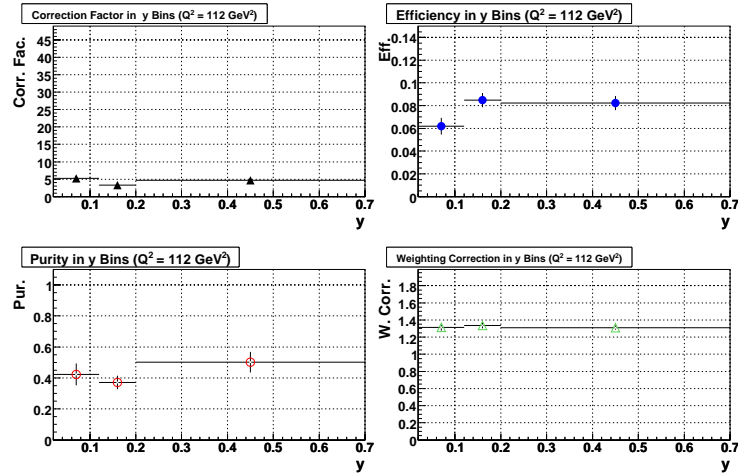 Correction Factor in y Bins (Q² = 112 GeV²)
Corr. Fac.
45
40
35
30
25
20
15
10
5
0
0.1 0.2 0.3 0.4 0.5 0.6 0.7
y
Efficiency in y Bins (Q² = 112 GeV²)
Eff.
0.14
0.12
0.1
0.08
0.06
0.04
0.02
0
0.1 0.2 0.3 0.4 0.5 0.6 0.7
y
Purity in y Bins (Q² = 112 GeV²)
Pur.
1
0.8
0.6
0.4
0.2
0
0.1 0.2 0.3 0.4 0.5 0.6 0.7
y
Weighting Correction in y Bins (Q² = 112 GeV²)
W. Corr.
1.8
1.6
1.4
1.2
1
0.8
0.6
0.4
0.2
0
0.1 0.2 0.3 0.4 0.5 0.6 0.7
y